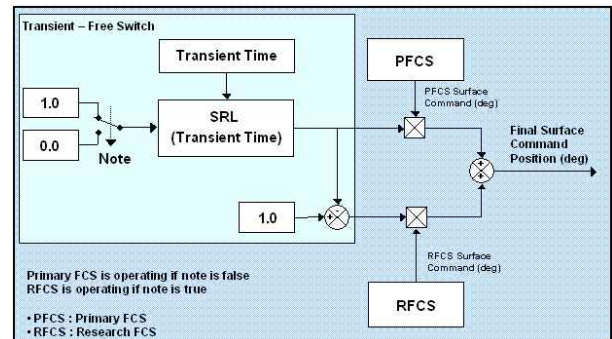 Transient – Free Switch
Transient Time
PFCS
PFCS Surface
Command (deg)
1.0
0.0
Note
SRL
(Transient Time)
Final Surface
Command
Position (deg)
+
+
1.0
+
-
RFCS Surface
Command (deg)
RFCS
Primary FCS is operating if note is false
RFCS is operating if note is true
• PFCS : Primary FCS
• RFCS : Research FCS